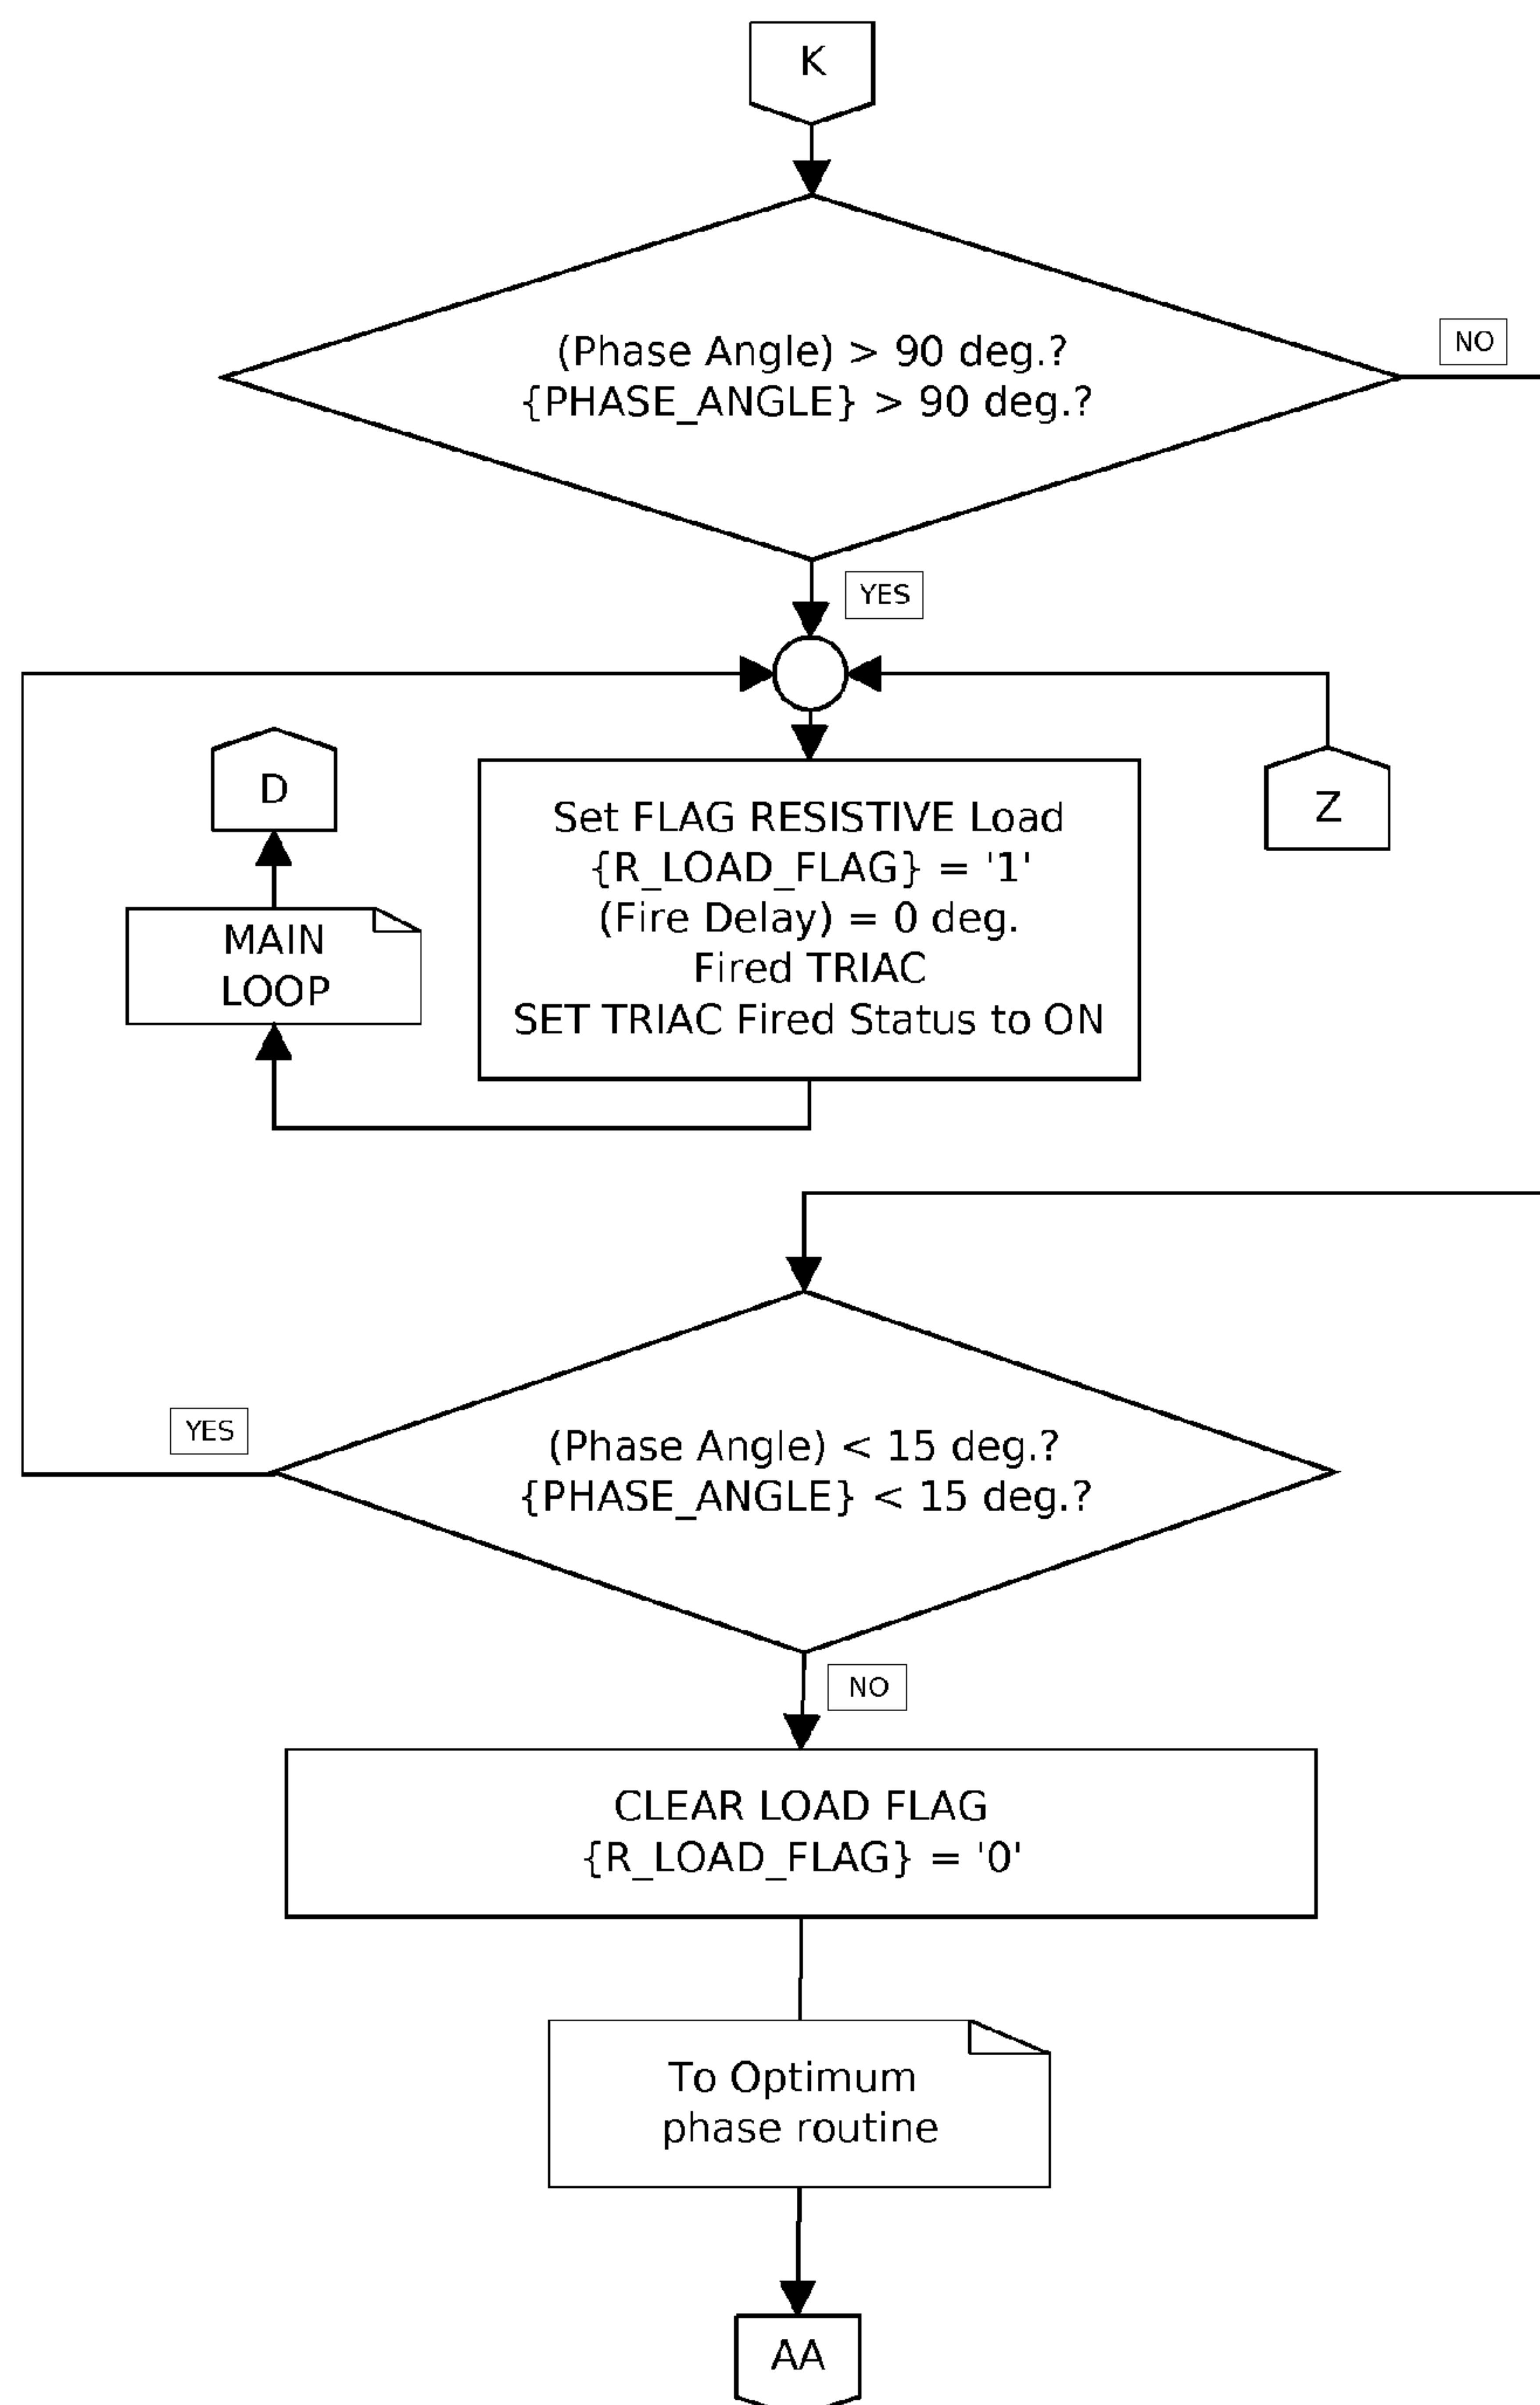 K
(Phase Angle) > 90 deg.?
{PHASE_ANGLE} > 90 deg.?
NO
YES
D
Z
Set FLAG RESISTIVE Load
{R_LOAD_FLAG} = '1'
(Fire Delay) = 0 deg.
Fired TRIAC
SET TRIAC Fired Status to ON
MAIN
LOOP
YES
(Phase Angle) < 15 deg.?
{PHASE_ANGLE} < 15 deg.?
NO
CLEAR LOAD FLAG
{R_LOAD_FLAG} = '0'
To Optimum
phase routine
AA